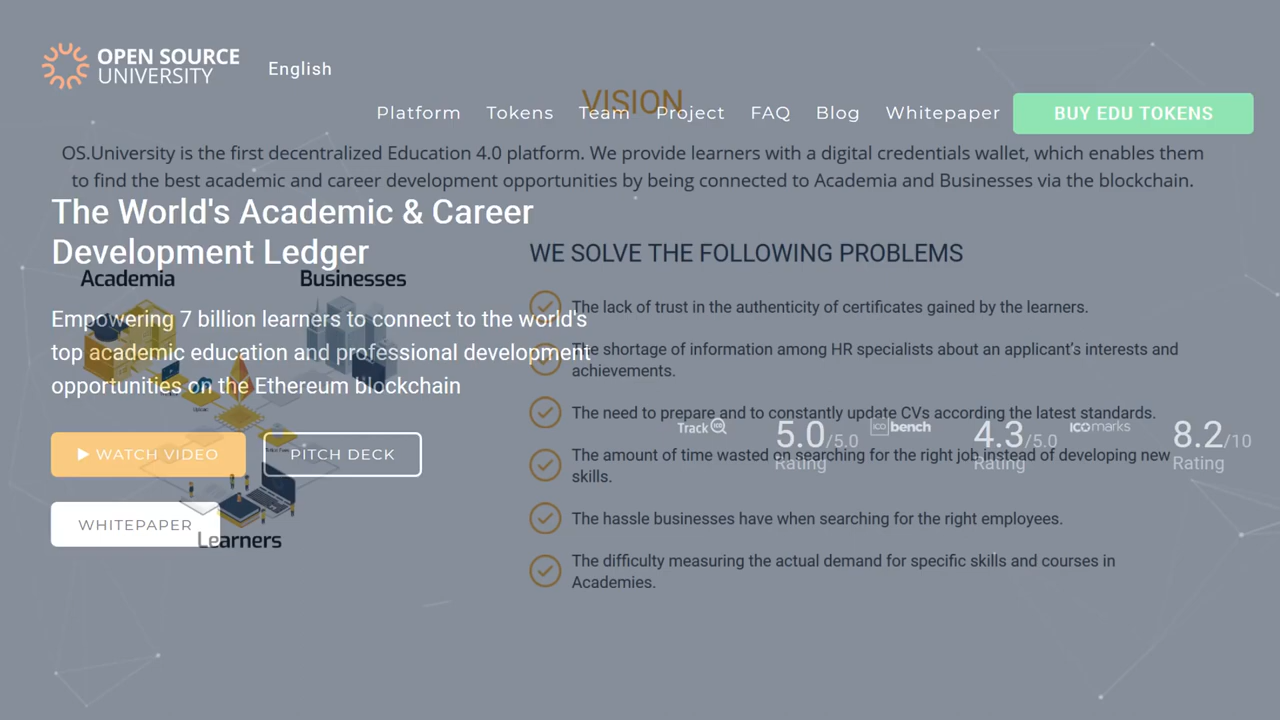 OPEN SOURCE
UNIVERSITY
English
VISION
Platform Tokens Team Project FAQ Blog Whitepaper BUY EDU TOKENS
OS.University is the first decentralized Education 4.0 platform. We provide learners with a digital credentials wallet, which enables them
to find the best academic and career development opportunities by being connected to Academia and Businesses via the blockchain.
The World's Academic & Career
Development Ledger
Academia Businesses
Empowering 7 billion learners to connect to the world's
top academic education and professional development
opportunities on the Ethereum blockchain
WATCH VIDEO PITCH DECK
WHITEPAPER
Learners
WE SOLVE THE FOLLOWING PROBLEMS
The lack of trust in the authenticity of certificates gained by the learners.
The shortage of information among HR specialists about an applicant's interests and
achievements.
The need to prepare and to constantly update CVs according the latest standards.
The amount of time wasted on searching for the right job instead of developing new
skills.
The hassle businesses have when searching for the right employees.
The difficulty measuring the actual demand for specific skills and courses in
Academies.
Track ICO 5.0/5.0 Rating
ICO bench 4.3/5.0 Rating
ICOmarks 8.2/10 Rating